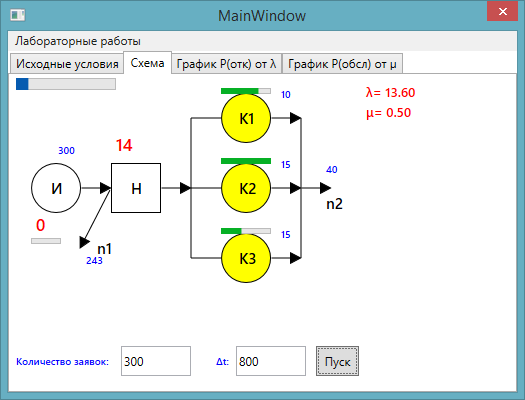 MainWindow
Лабораторные работы
Исходные условия Схема График Р(отк) от λ График Р(обсл) от μ
10
λ= 13.60
μ= 0.50
К1
14
300
15
40
И
Н
К2
n2
0
15
n1
243
К3
Количество заявок: 300 Δt: 800 Пуск